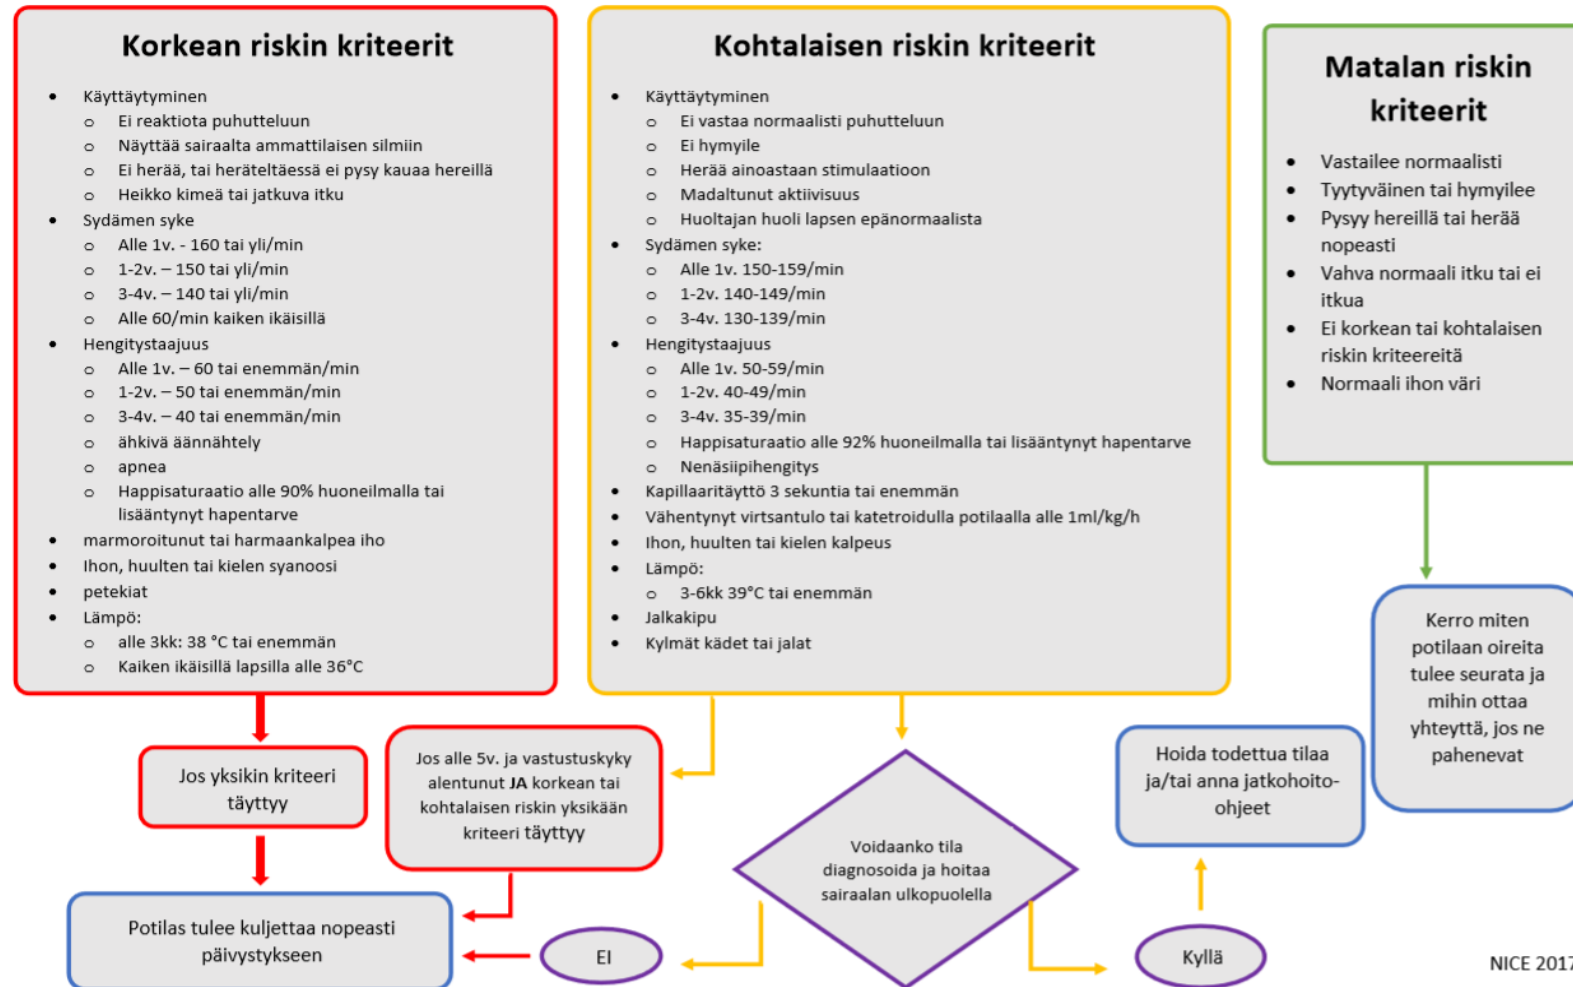 Korkean riskin kriteerit
• Käyttäytyminen
o Ei reaktiota puhutteluun
o Näyttää sairaalta ammattilaisen silmiin
o Ei herää, tai heräteltäessä ei pysy kauaa hereillä
o Heikko kimeä tai jatkuva itku
• Sydämen syke
o Alle 1v. - 160 tai yli/min
o 1-2v. – 150 tai yli/min
o 3-4v. – 140 tai yli/min
o Alle 60/min kaiken ikäisillä
• Hengitystaajuus
o Alle 1v. – 60 tai enemmän/min
o 1-2v. – 50 tai enemmän/min
o 3-4v. – 40 tai enemmän/min
o ähkivä äännähtely
o apnea
o Happisaturaatio alle 90% huoneilmalla tai
lisääntynyt hapentarve
• marmoroitunut tai harmaankalpea iho
• Ihon, huulten tai kielen syanoosi
• petekiat
• Lämpö:
o alle 3kk: 38 °C tai enemmän
o Kaiken ikäisillä lapsilla alle 36°C
Kohtalaisen riskin kriteerit
• Käyttäytyminen
o Ei vastaa normaalisti puhutteluun
o Ei hymyile
o Herää ainoastaan stimulaatioon
o Madaltunut aktiivisuus
o Huoltajan huoli lapsen epänormaalista
• Sydämen syke:
o Alle 1v. 150-159/min
o 1-2v. 140-149/min
o 3-4v. 130-139/min
• Hengitystaajuus
o Alle 1v. 50-59/min
o 1-2v. 40-49/min
o 3-4v. 35-39/min
o Happisaturaatio alle 92% huoneilmalla tai lisääntynyt hapentarve
o Nenäsiipihengitys
• Kapillaaritäyttö 3 sekuntia tai enemmän
• Vähentynyt virtsantulo tai katetroidulla potilaalla alle 1ml/kg/h
• Ihon, huulten tai kielen kalpeus
• Lämpö:
o 3-6kk 39°C tai enemmän
• Jalkakipu
• Kylmät kädet tai jalat
Matalan riskin
kriteerit
• Vastailee normaalisti
• Tyytyväinen tai hymyilee
• Pysyy hereillä tai herää
nopeasti
• Vahva normaali itku tai ei
itkua
• Ei korkean tai kohtalaisen
riskin kriteereitä
• Normaali ihon väri
Jos yksikin kriteeri
täyttyy
Jos alle 5v. ja vastustuskyky
alentunut JA korkean tai
kohtalaisen riskin yksikään
kriteeri täyttyy
Potilas tulee kuljettaa nopeasti
päivystykseen
EI
Voidaanko tila
diagnosoida ja hoitaa
sairaalan ulkopuolella
Kyllä
Hoida todettua tilaa
ja/tai anna jatkohoito-
ohjeet
Kerro miten
potilaan oireita
tulee seurata ja
mihin ottaa
yhteyttä, jos ne
pahenevat
NICE 2017